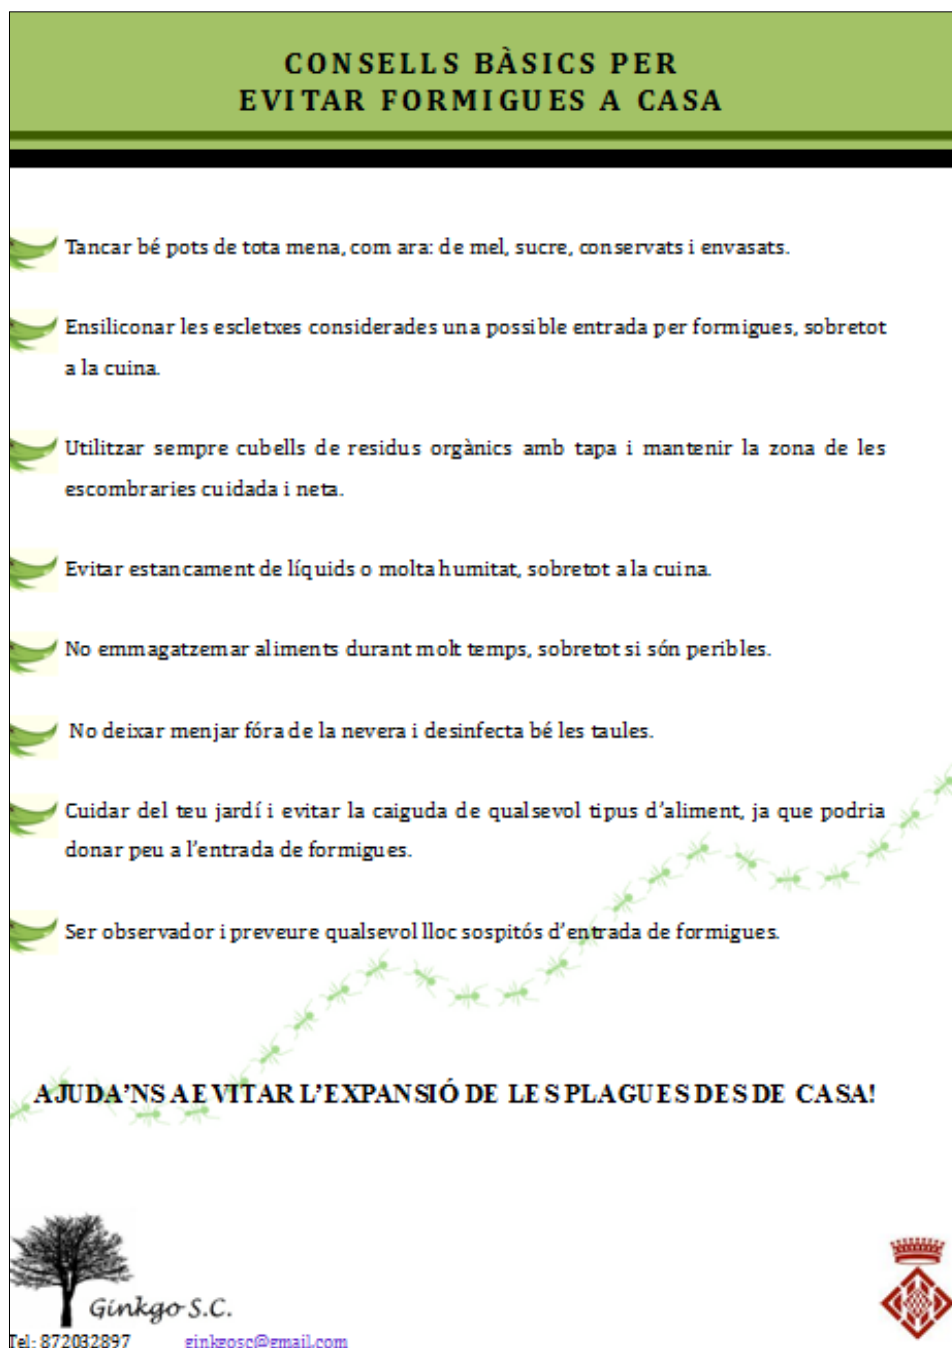 CONSELLS BÀSICS PER
EVITAR FORMIGUES A CASA
Tancar bé pots de tota mena, com ara: de mel, sucre, conservats i envasats.
Ensiliconar les escletxes considerades una possible entrada per formigues, sobretot
a la cuina.
Utilitzar sempre cubells de residus orgànics amb tapa i mantenir la zona de les
escombraries cuidada i neta.
Evitar estancament de líquids o molta humitat, sobretot a la cuina.
No emmagatzemar aliments durant molt temps, sobretot si són peribles.
No deixar menjar fóra de la nevera i desinfecta bé les taules.
Cuidar del teu jardí i evitar la caiguda de qualsevol tipus d’aliment, ja que podria
donar peu a l’entrada de formigues.
Ser observador i preveure qualsevol lloc sospitós d’entrada de formigues.
AJUDA’NS A EVITAR L’EXPANSIÓ DE LES PLAGUES DES DE CASA!
Ginkgo S.C.
Tel: 872032897 ginkgosc@gmail.com